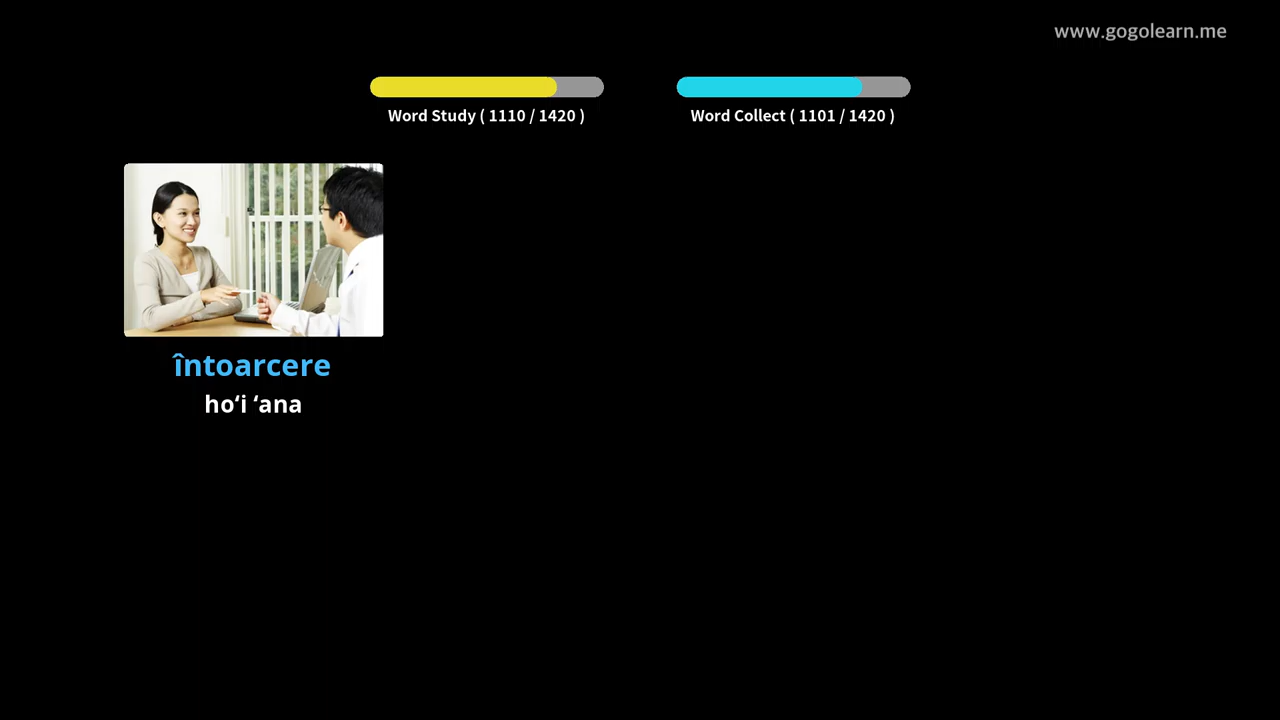 www.gogolearn.me
Word Study ( 1110 / 1420 )
Word Collect ( 1101 / 1420 )
întoarcere
hoʻi ʻana